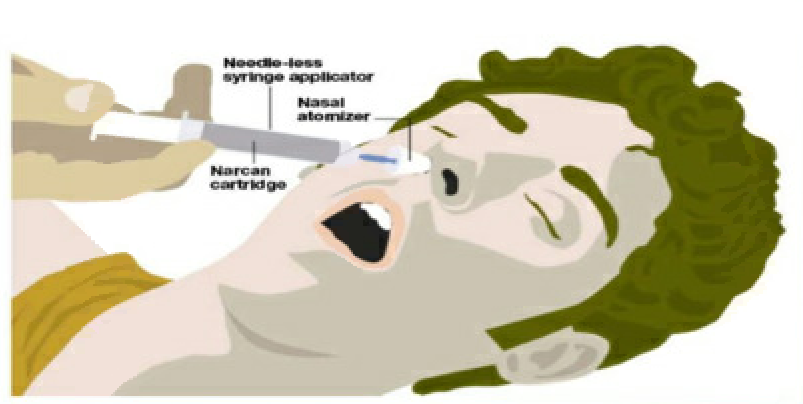 Needle-less
syringe applicator
Nasal
atomizer
Narcan
cartridge